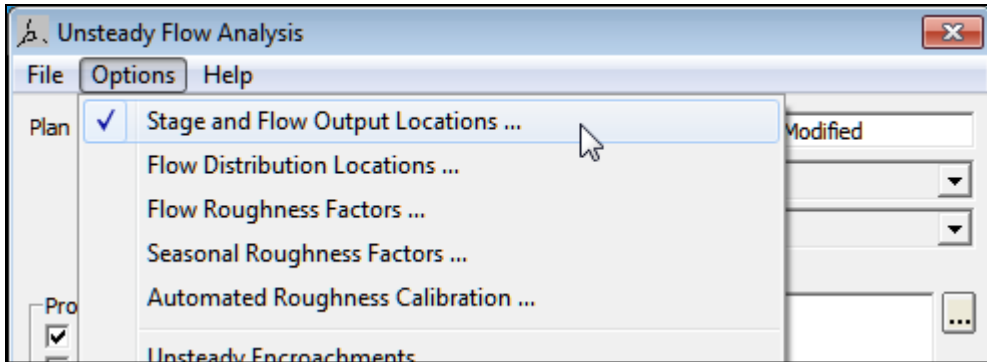 Unsteady Flow Analysis
File Options Help
Plan
Stage and Flow Output Locations ...
Modified
Flow Distribution Locations ...
Flow Roughness Factors ...
Seasonal Roughness Factors ...
Automated Roughness Calibration ...
Pro
Unsteady Encroachments